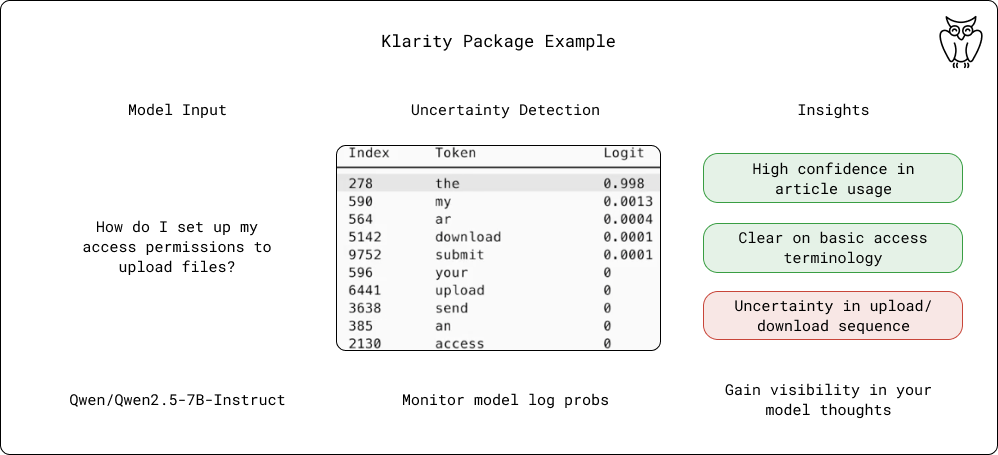 Klarity Package Example
Model Input
Uncertainty Detection
Insights
How do I set up my
access permissions to
upload files?
Index Token Logit
278 the 0.998
590 my 0.0013
564 ar 0.0004
5142 download 0.0001
9752 submit 0.0001
596 your 0
6441 upload 0
3638 send 0
385 an 0
2130 access 0
High confidence in
article usage
Clear on basic access
terminology
Uncertainty in upload/
download sequence
Qwen/Qwen2.5-7B-Instruct
Monitor model log probs
Gain visibility in your
model thoughts